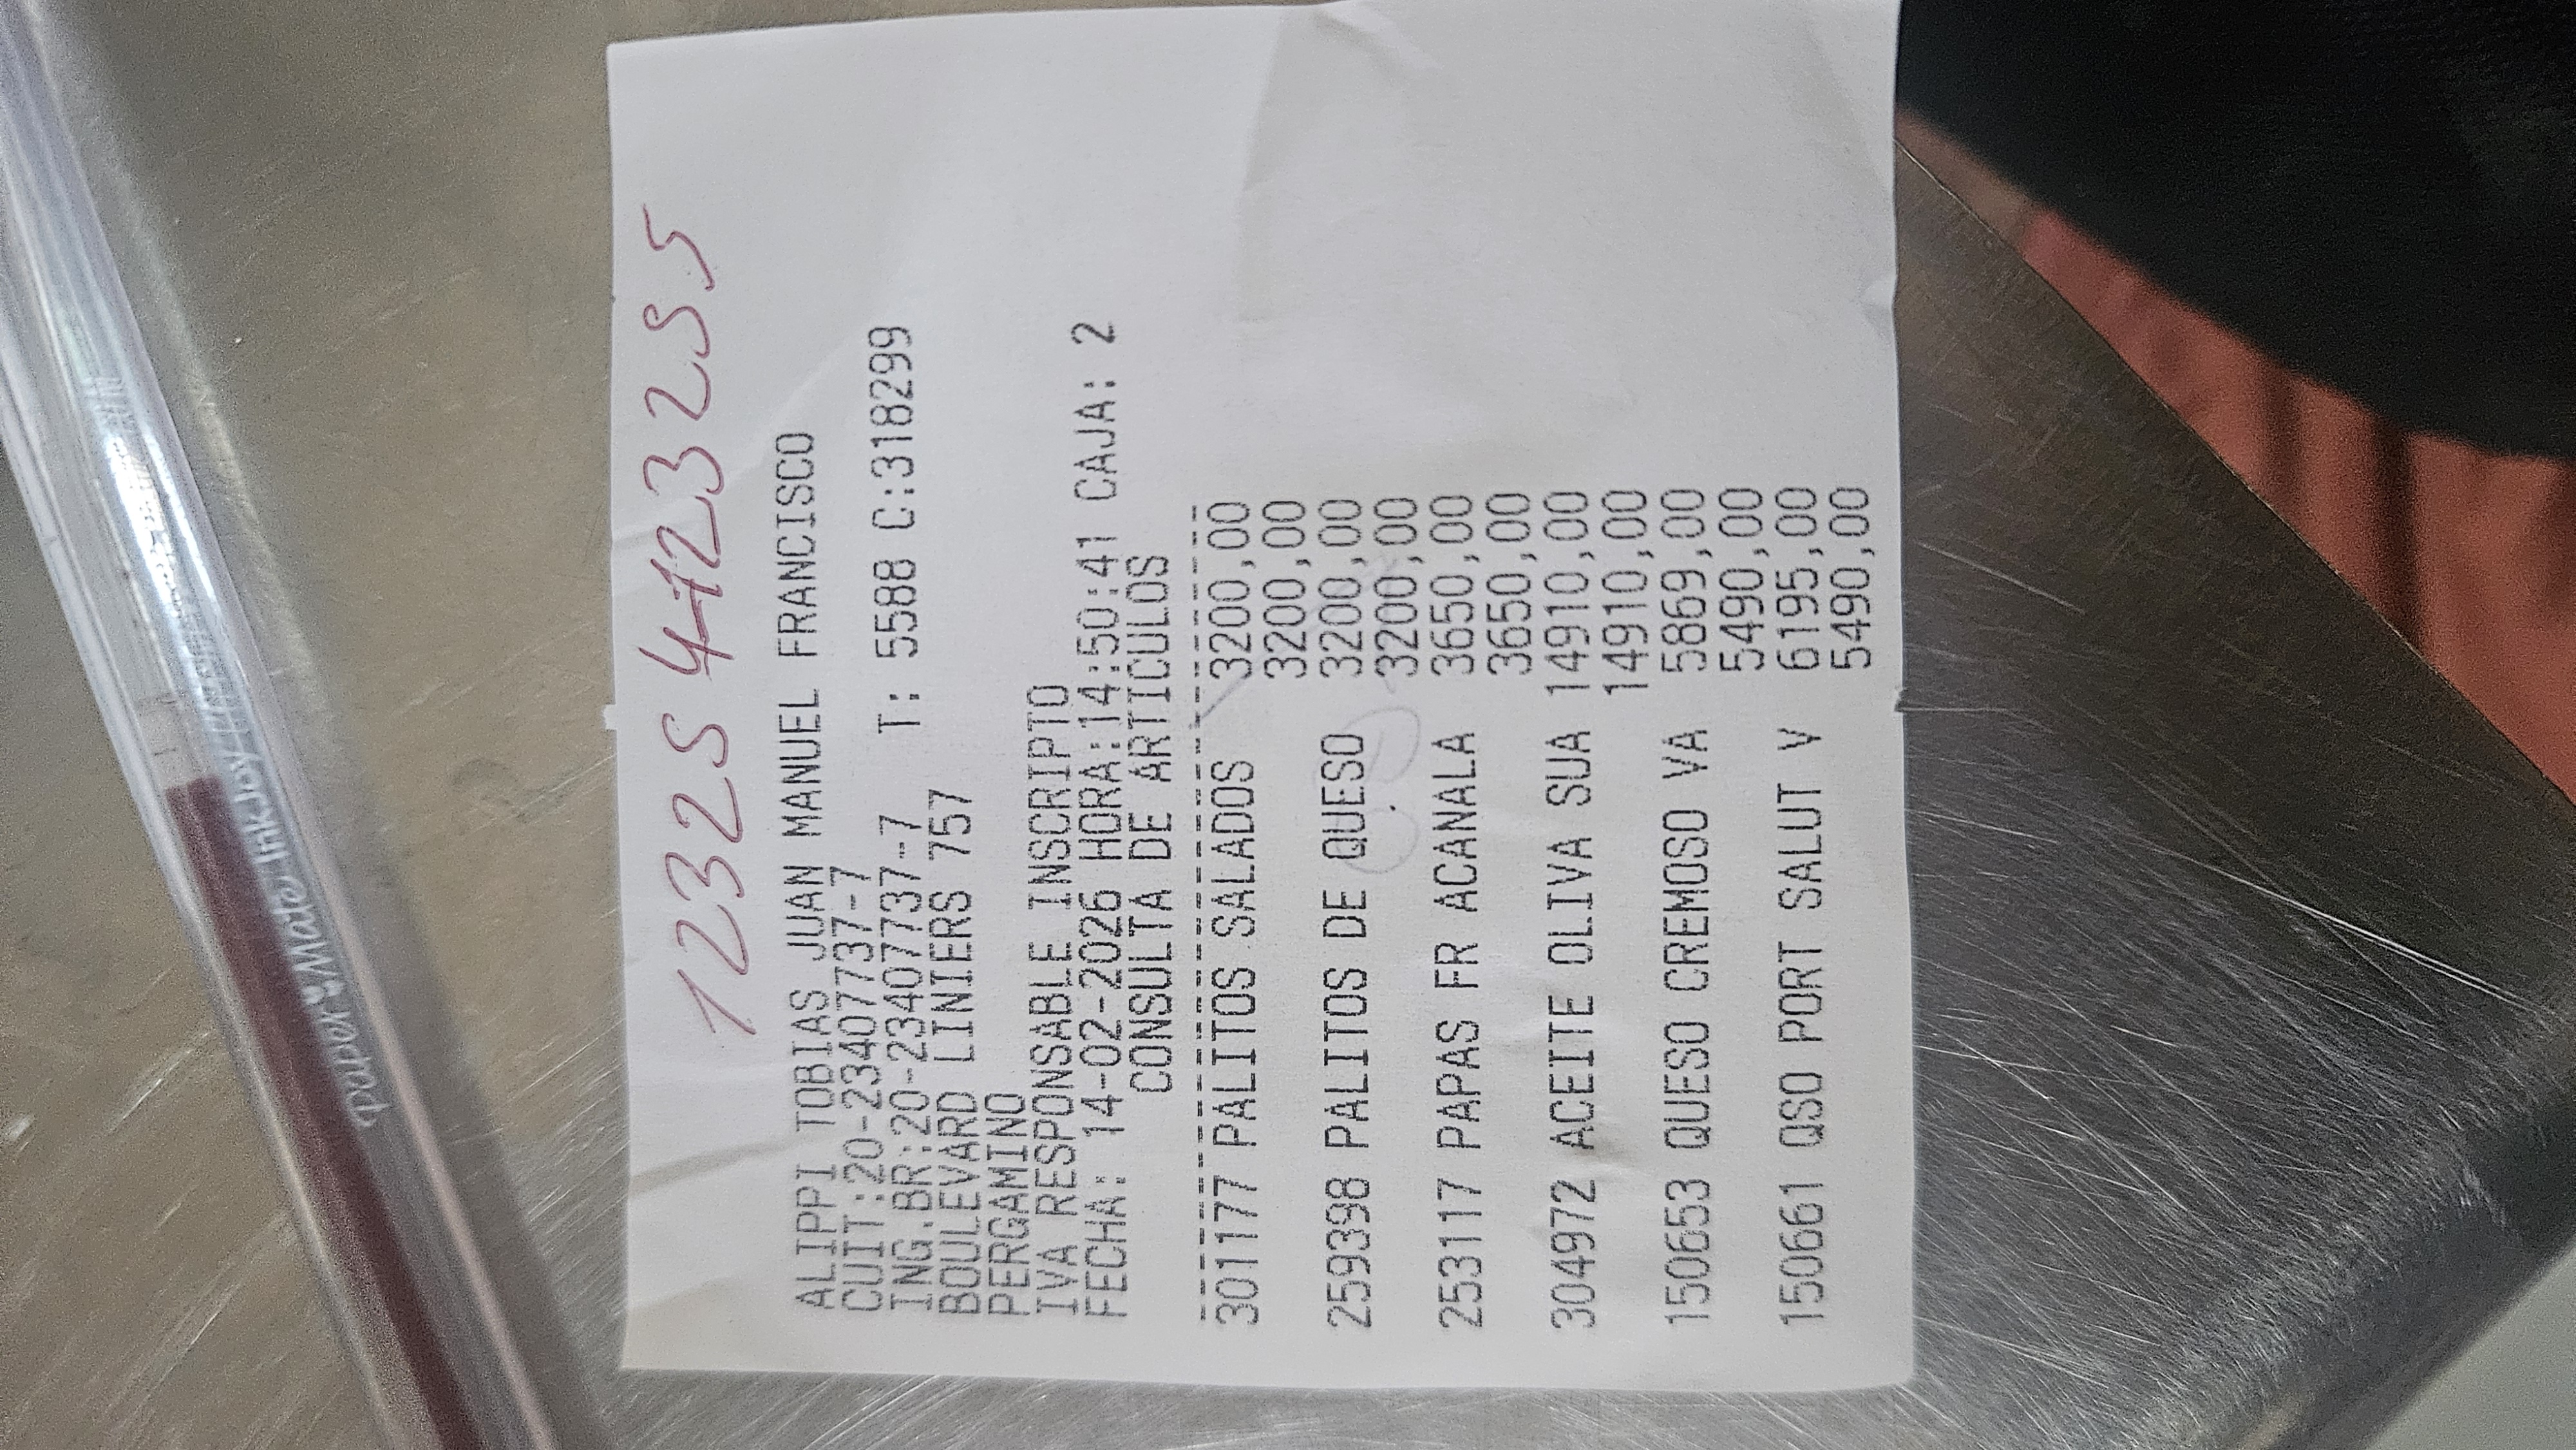 12325 4123255
ALIPPI TOBIAS JUAN MANUEL FRANCISCO
CUIT:20-23407737-7
ING.BR:20-23407737-7 T: 5588 C:318299
BOULEVARD LINIERS 757
PERGAMINO
IVA RESPONSABLE INSCRIPTO
FECHA: 14-02-2026 HORA:14:50:41 CAJA: 2
CONSULTA DE ARTICULOS
301177 PALITOS SALADOS 3200,00
3200,00
259398 PALITOS DE QUESO 3200,00
3200,00
253117 PAPAS FR ACANALA 3650,00
3650,00
304972 ACEITE OLIVA SUA 14910,00
14910,00
150653 QUESO CREMOSO VA 5869,00
5490,00
150661 QSO PORT SALUT V 6195,00
5490,00
paper Mate InkJoy